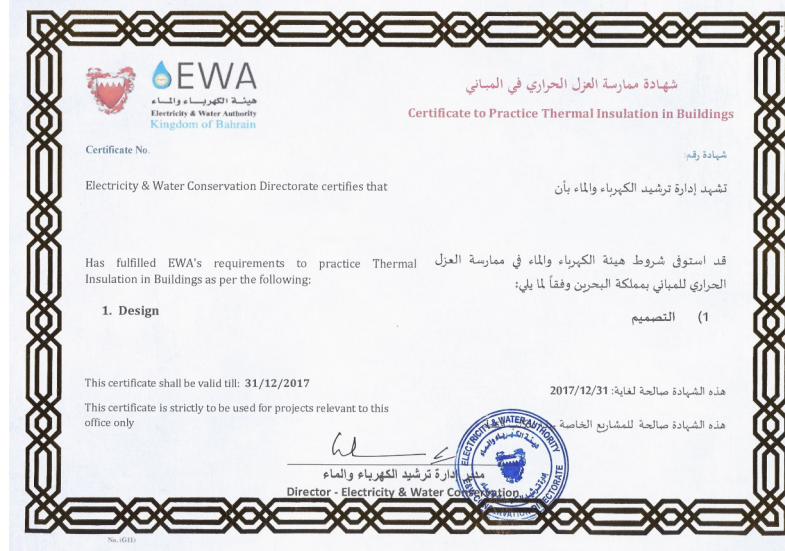 EWA
هيئة الكهرباء والماء
Electricity & Water Authority
Kingdom of Bahrain
شهادة ممارسة العزل الحراري في المباني
Certificate to Practice Thermal Insulation in Buildings
Certificate No.
شهادة رقم:
Electricity & Water Conservation Directorate certifies that
تشهد إدارة ترشيد الكهرباء والماء بأن
Has fulfilled EWA's requirements to practice Thermal
Insulation in Buildings as per the following:
قد استوفى شروط هيئة الكهرباء والماء في ممارسة العزل
الحراري للمباني بمملكة البحرين وفقاً لما يلي:
1. Design
1) التصميم
This certificate shall be valid till: 31/12/2017
هذه الشهادة صالحة لغاية: 2017/12/31
This certificate is strictly to be used for projects relevant to this
office only
هذه الشهادة صالحة للمشاريع الخاصة
مدير إدارة ترشيد الكهرباء والماء
Director - Electricity & Water Conservation
ELECTRICITY & WATER AUTHORITY
هيئة الكهرباء والماء
No. (G11)